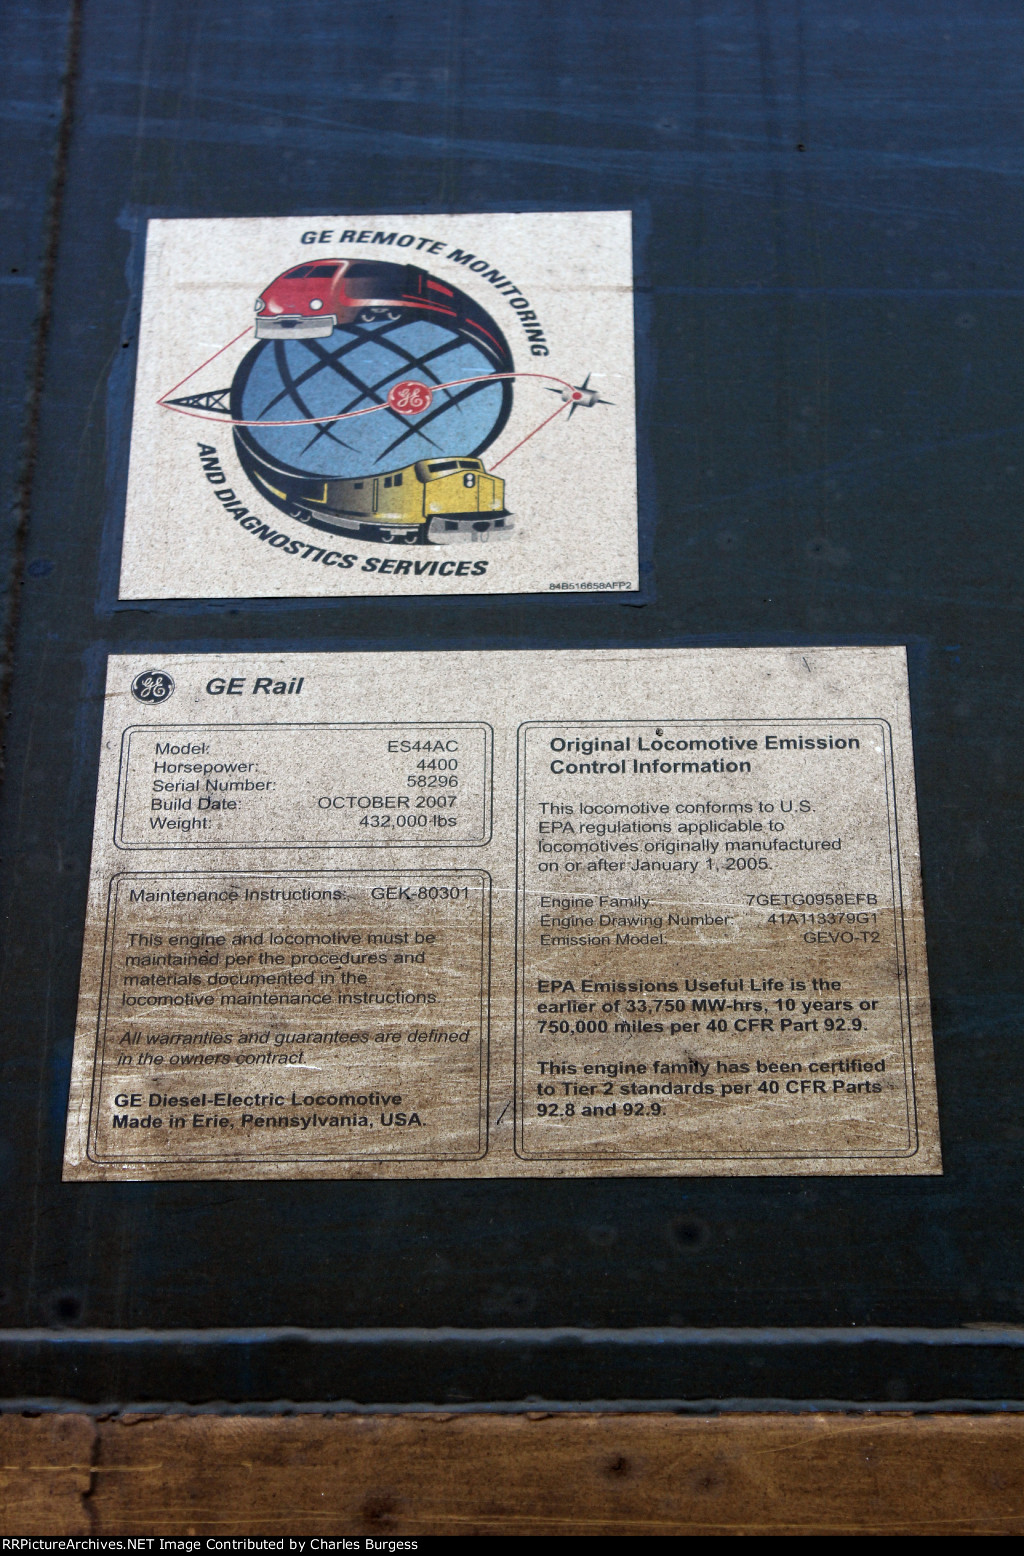 GE REMOTE MONITORING
GE
AND DIAGNOSTICS SERVICES
84B516658AFP2
GE
GE Rail
Model: ES44AC
Horsepower: 4400
Serial Number: 58296
Build Date: OCTOBER 2007
Weight: 432,000 lbs
Maintenance Instructions: GEK-80301
This engine and locomotive must be
maintained per the procedures and
materials documented in the
locomotive maintenance instructions.
All warranties and guarantees are defined
in the owners contract.
GE Diesel-Electric Locomotive
Made in Erie, Pennsylvania, USA.
Original Locomotive Emission
Control Information
This locomotive conforms to U.S.
EPA regulations applicable to
locomotives originally manufactured
on or after January 1, 2005.
Engine Family: 7GETG0958EFB
Engine Drawing Number: 41A113379G1
Emission Model: GEVO-T2
EPA Emissions Useful Life is the
earlier of 33,750 MW-hrs, 10 years or
750,000 miles per 40 CFR Part 92.9.
This engine family has been certified
to Tier 2 standards per 40 CFR Parts
92.8 and 92.9.
RRPictureArchives.NET Image Contributed by Charles Burgess